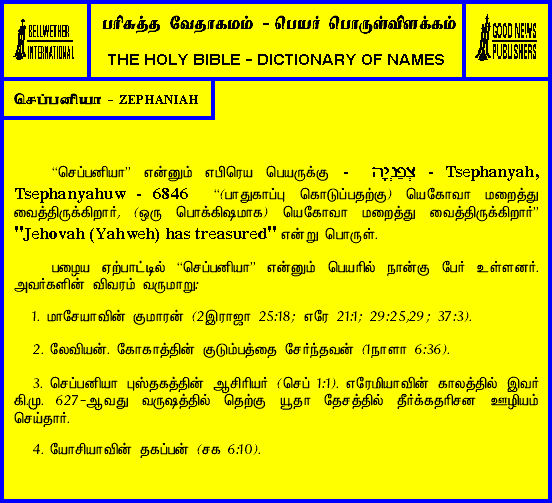 BELLWETHER
INTERNATIONAL
பரிசுத்த வேதாகமம் - பெயர் பொருள்விளக்கம்
THE HOLY BIBLE - DICTIONARY OF NAMES
GOOD NEWS
PUBLISHERS
செப்பனியா - ZEPHANIAH
“செப்பனியா” என்னும் எபிரெய பெயருக்கு - צְפַנְיָה - Tsephanyah,
Tsephanyahuw - 6846 “(பாதுகாப்பு கொடுப்பதற்கு) யெகோவா மறைத்து
வைத்திருக்கிறார், (ஒரு பொக்கிஷமாக) யெகோவா மறைத்து வைத்திருக்கிறார்”
"Jehovah (Yahweh) has treasured" என்று பொருள்.
பழைய ஏற்பாட்டில் “செப்பனியா” என்னும் பெயரில் நான்கு பேர் உள்ளனர்.
அவர்களின் விவரம் வருமாறு:
1. மாசேயாவின் குமாரன் (2இராஜா 25:18; எரே 21:1; 29:25,29; 37:3).
2. லேவியன். கோகாத்தின் குடும்பத்தை சேர்ந்தவன் (1நாளா 6:36).
3. செப்பனியா புஸ்தகத்தின் ஆசிரியர் (செப் 1:1). எரேமியாவின் காலத்தில் இவர்
கி.மு. 627-ஆவது வருஷத்தில் தெற்கு யூதா தேசத்தில் தீர்க்கதரிசன ஊழியம்
செய்தார்.
4. யோசியாவின் தகப்பன் (சக 6:10).